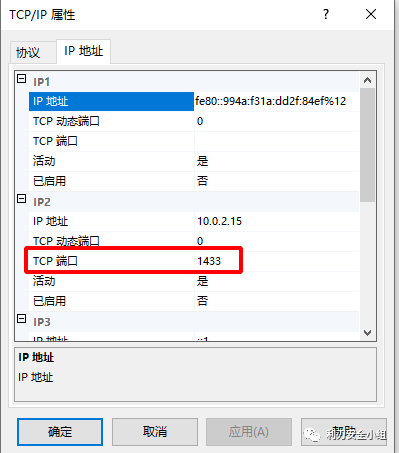 TCP/IP 属性
?
协议
IP 地址
IP1
IP 地址 fe80::994a:f31a:dd2f:84ef%12
TCP 动态端口 0
TCP 端口
活动 是
已启用 否
IP2
IP 地址 10.0.2.15
TCP 动态端口 0
TCP 端口 1433
活动 是
已启用 否
IP3
IP 地址 ::1
IP 地址
IP 地址
确定 取消 应用(A) 帮助
利刃安全小组